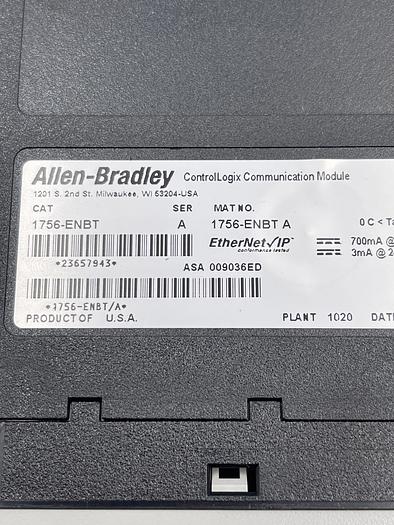 Allen-Bradley ControlLogix Communication Module
1201 S. 2nd St. Milwaukee, WI 53204-USA
CAT SER MAT NO.
1756-ENBT A 1756-ENBT A 0 C < Ta
EtherNet/IP 700mA @
conformance tested 3mA @ 2
*23657943* ASA 009036ED
*1756-ENBT/A*
PRODUCT OF U.S.A. PLANT 1020 DAT